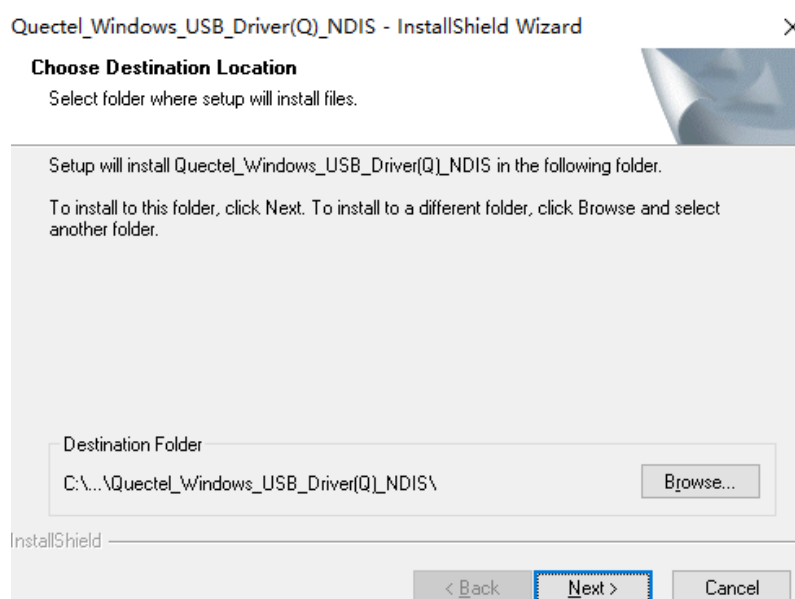 Quectel_Windows_USB_Driver(Q)_NDIS - InstallShield Wizard
Choose Destination Location
Select folder where setup will install files.
Setup will install Quectel_Windows_USB_Driver(Q)_NDIS in the following folder.
To install to this folder, click Next. To install to a different folder, click Browse and select
another folder.
Destination Folder
C:\...\Quectel_Windows_USB_Driver(Q)_NDIS\
Browse...
InstallShield
< Back
Next >
Cancel